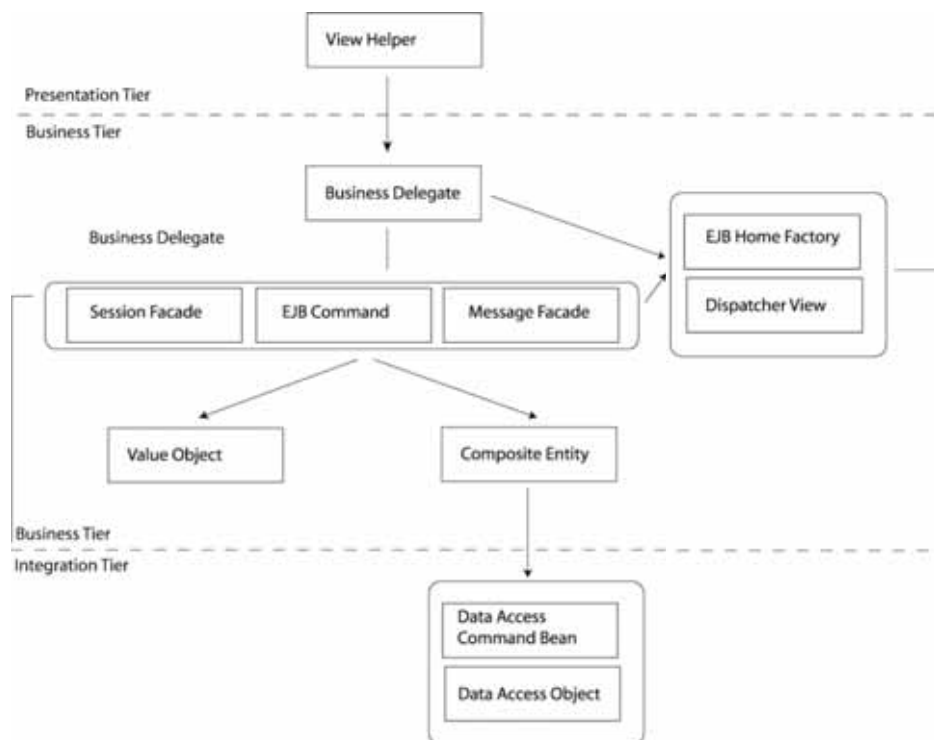 View Helper
Presentation Tier
Business Tier
Business Delegate
Business Delegate
EJB Home Factory
Dispatcher View
Session Facade
EJB Command
Message Facade
Value Object
Composite Entity
Business Tier
Integration Tier
Data Access
Command Bean
Data Access Object